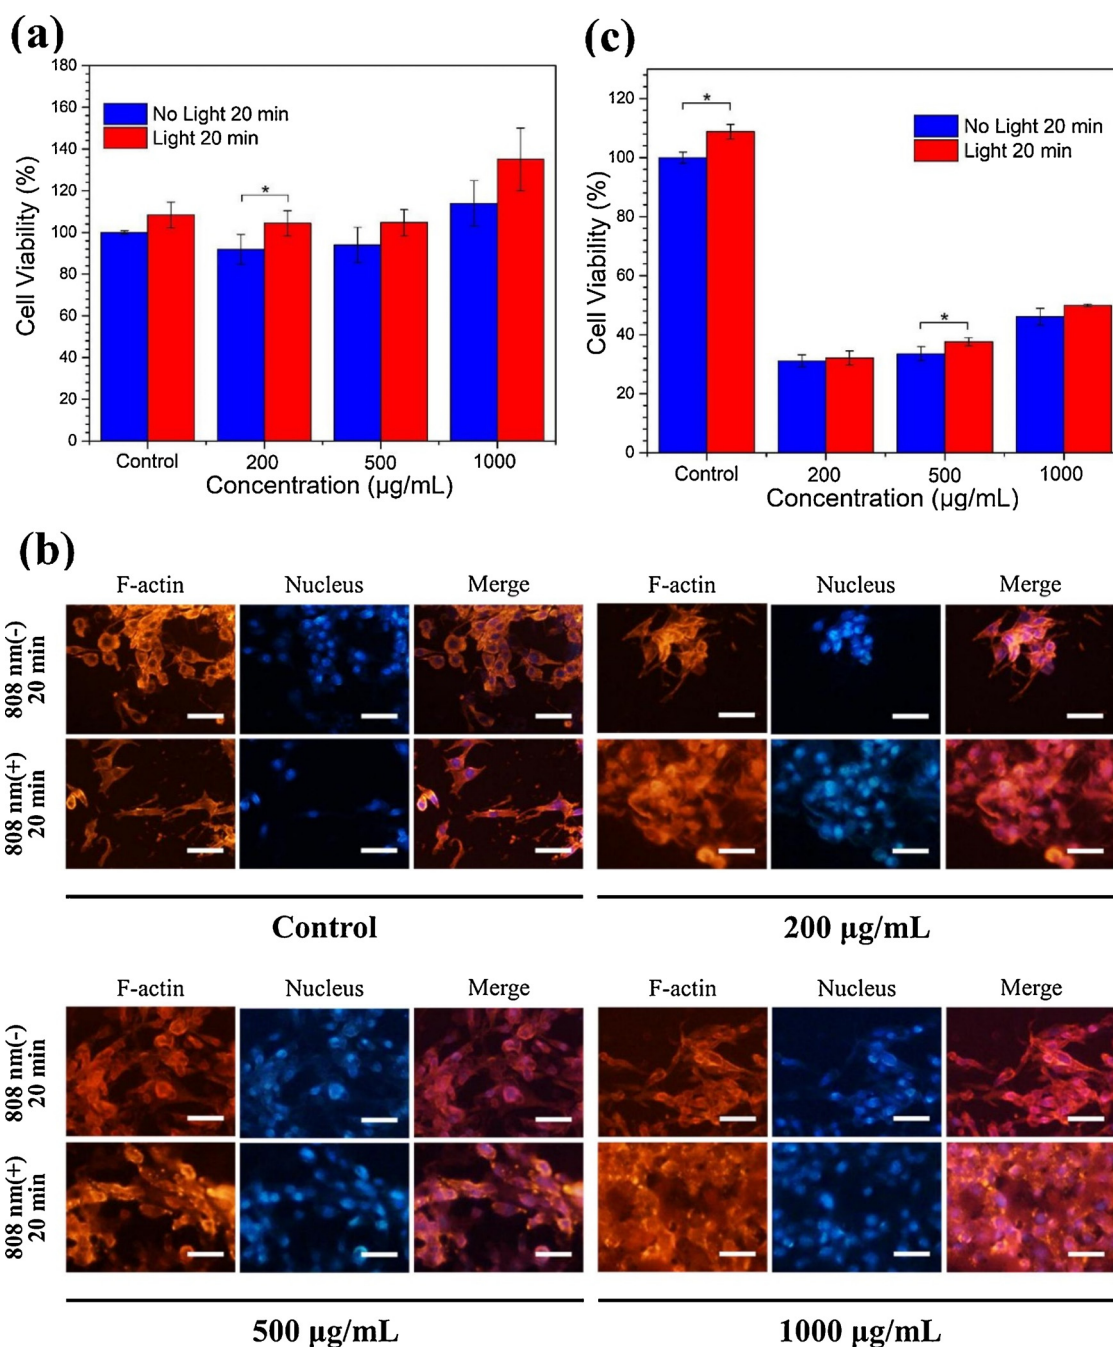 (a)
180
160
140
120
100
80
60
40
20
0
Cell Viability (%)
No Light 20 min
Light 20 min
*
Control 200 500 1000
Concentration (µg/mL)
(c)
120
100
80
60
40
20
0
Cell Viability (%)
No Light 20 min
Light 20 min
*
*
Control 200 500 1000
Concentration (µg/mL)
(b)
F-actin Nucleus Merge F-actin Nucleus Merge
808 nm(-)
20 min
808 nm(+)
20 min
Control 200 µg/mL
F-actin Nucleus Merge F-actin Nucleus Merge
808 nm(-)
20 min
808 nm(+)
20 min
500 µg/mL 1000 µg/mL